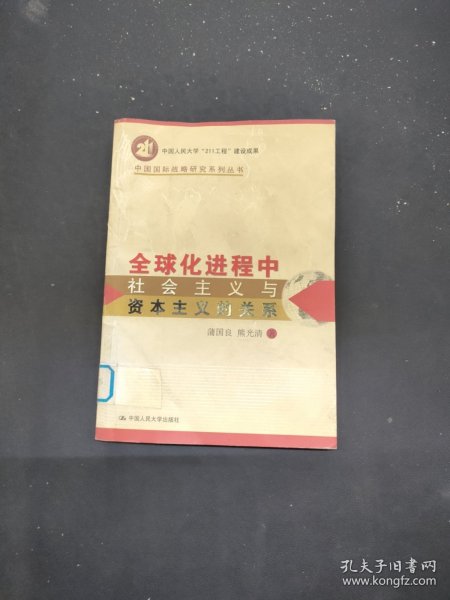 211
中国人民大学“211工程”建设成果
中国国际战略研究系列丛书
全球化进程中
社会主义与
资本主义的关系
蒲国良 熊光清 著
中国人民大学出版社
孔夫子旧书网
www.kongfz.com